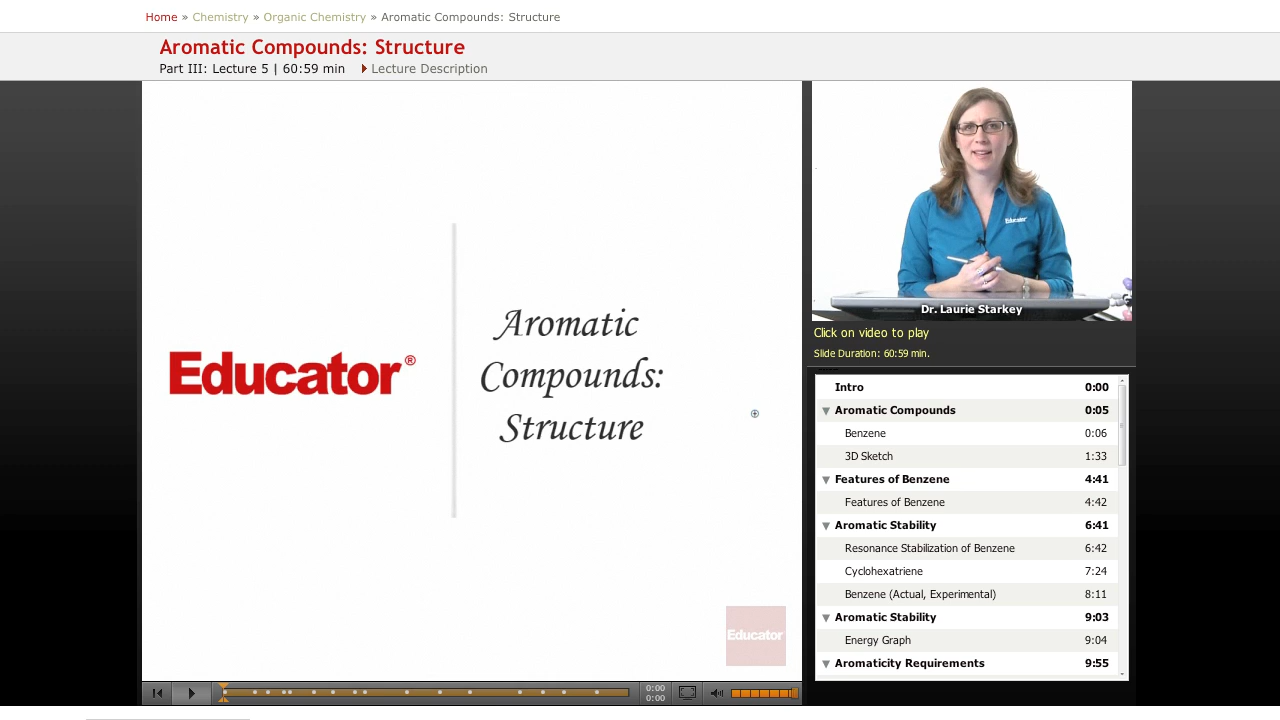 Home » Chemistry » Organic Chemistry » Aromatic Compounds: Structure
Aromatic Compounds: Structure
Part III: Lecture 5 | 60:59 min Lecture Description
Educator®
Aromatic
Compounds:
Structure
Educator
Educator
Dr. Laurie Starkey
Click on video to play
Slide Duration: 60:59 min.
Intro 0:00
Aromatic Compounds 0:05
Benzene 0:06
3D Sketch 1:33
Features of Benzene 4:41
Features of Benzene 4:42
Aromatic Stability 6:41
Resonance Stabilization of Benzene 6:42
Cyclohexatriene 7:24
Benzene (Actual, Experimental) 8:11
Aromatic Stability 9:03
Energy Graph 9:04
Aromaticity Requirements 9:55
0:00
0:00